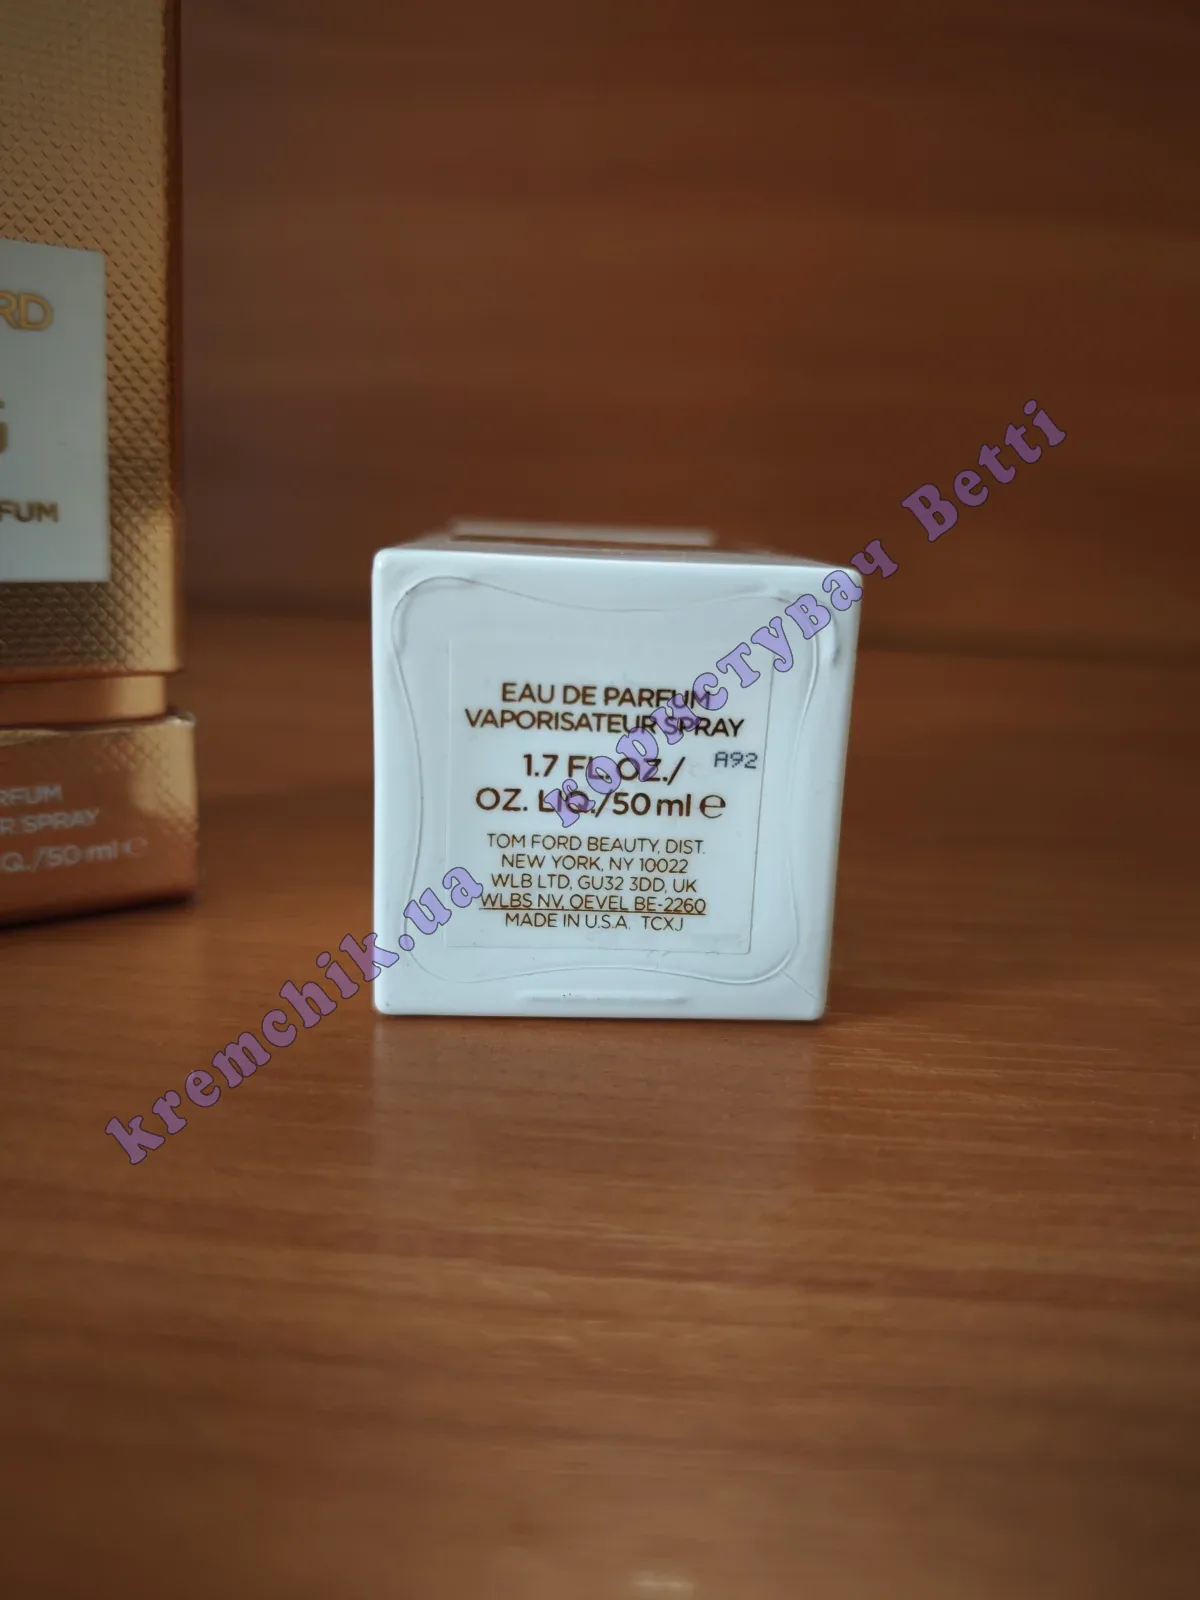 RD
FUM
RFUM
R SPRAY
Q./50 ml ℮
EAU DE PARFUM
VAPORISATEUR SPRAY
1.7 FL. OZ./
OZ. LIQ./50 ml ℮
A92
TOM FORD BEAUTY, DIST.
NEW YORK, NY 10022
WLB LTD, GU32 3DD, UK
WLBS NV, OEVEL BE-2260
MADE IN U.S.A. TCXJ
kremchik.ua користувач Betti